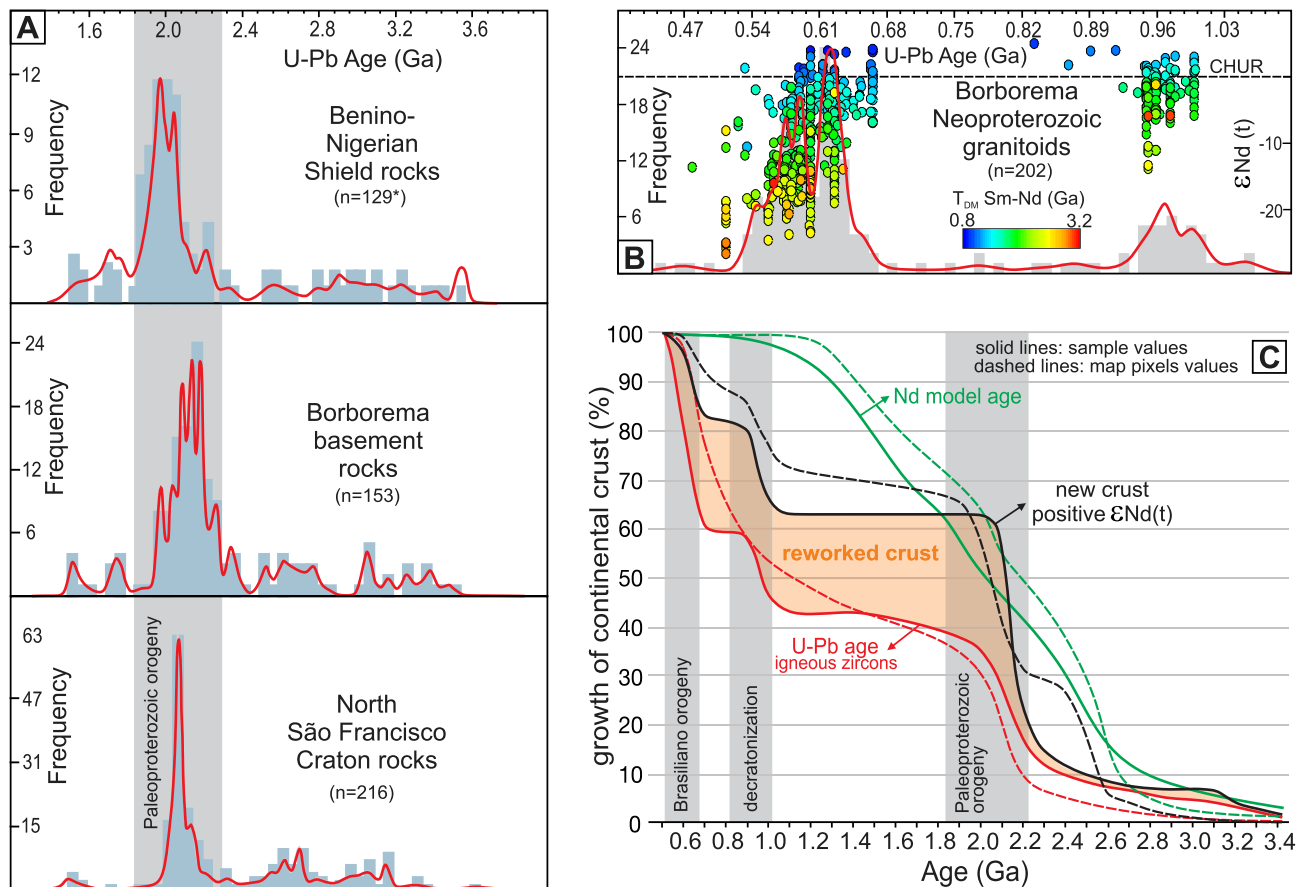 A
1.6 2.0 2.4 2.8 3.2 3.6
U-Pb Age (Ga)
12
9
6
3
Frequency
Benino-
Nigerian
Shield rocks
(n=129*)
24
18
12
6
Frequency
Borborema
basement
rocks
(n=153)
63
47
31
15
Frequency
Paleoproterozoic orogeny
North
São Francisco
Craton rocks
(n=216)
0.47 0.54 0.61 0.68 0.75 0.82 0.89 0.96 1.03
U-Pb Age (Ga)
24
18
12
6
Frequency
CHUR
Borborema
Neoproterozoic
granitoids
(n=202)
TDM Sm-Nd (Ga)
0.8 3.2
-10
-20
εNd (t)
B
100
90
80
70
60
50
40
30
20
10
0
growth of continental crust (%)
solid lines: sample values
dashed lines: map pixels values
C
Nd model age
new crust
positive εNd(t)
reworked crust
U-Pb age
igneous zircons
Brasiliano orogeny
decratonization
Paleoproterozoic
orogeny
0.6 0.8 1.0 1.2 1.4 1.6 1.8 2.0 2.2 2.4 2.6 2.8 3.0 3.2 3.4
Age (Ga)